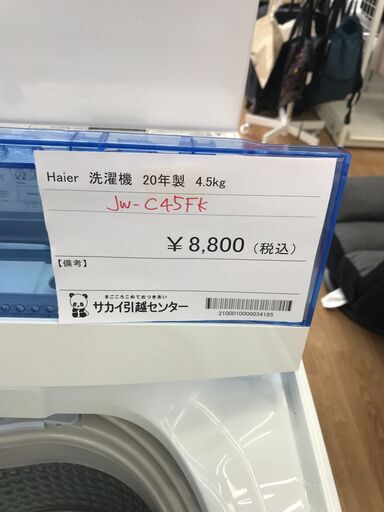 Haier 洗濯機 20年製 4.5kg
JW-C45FK
￥8,800（税込）
【備考】
まごころこめておつきあい
サカイ引越センター
2100010000034185